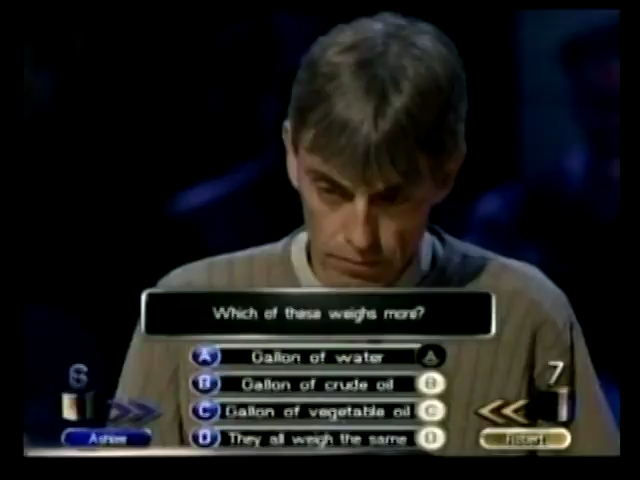 Which of these weighs more?
A Gallon of water A
B Gallon of crude oil B
C Gallon of vegetable oil C
D They all weigh the same D
6
7